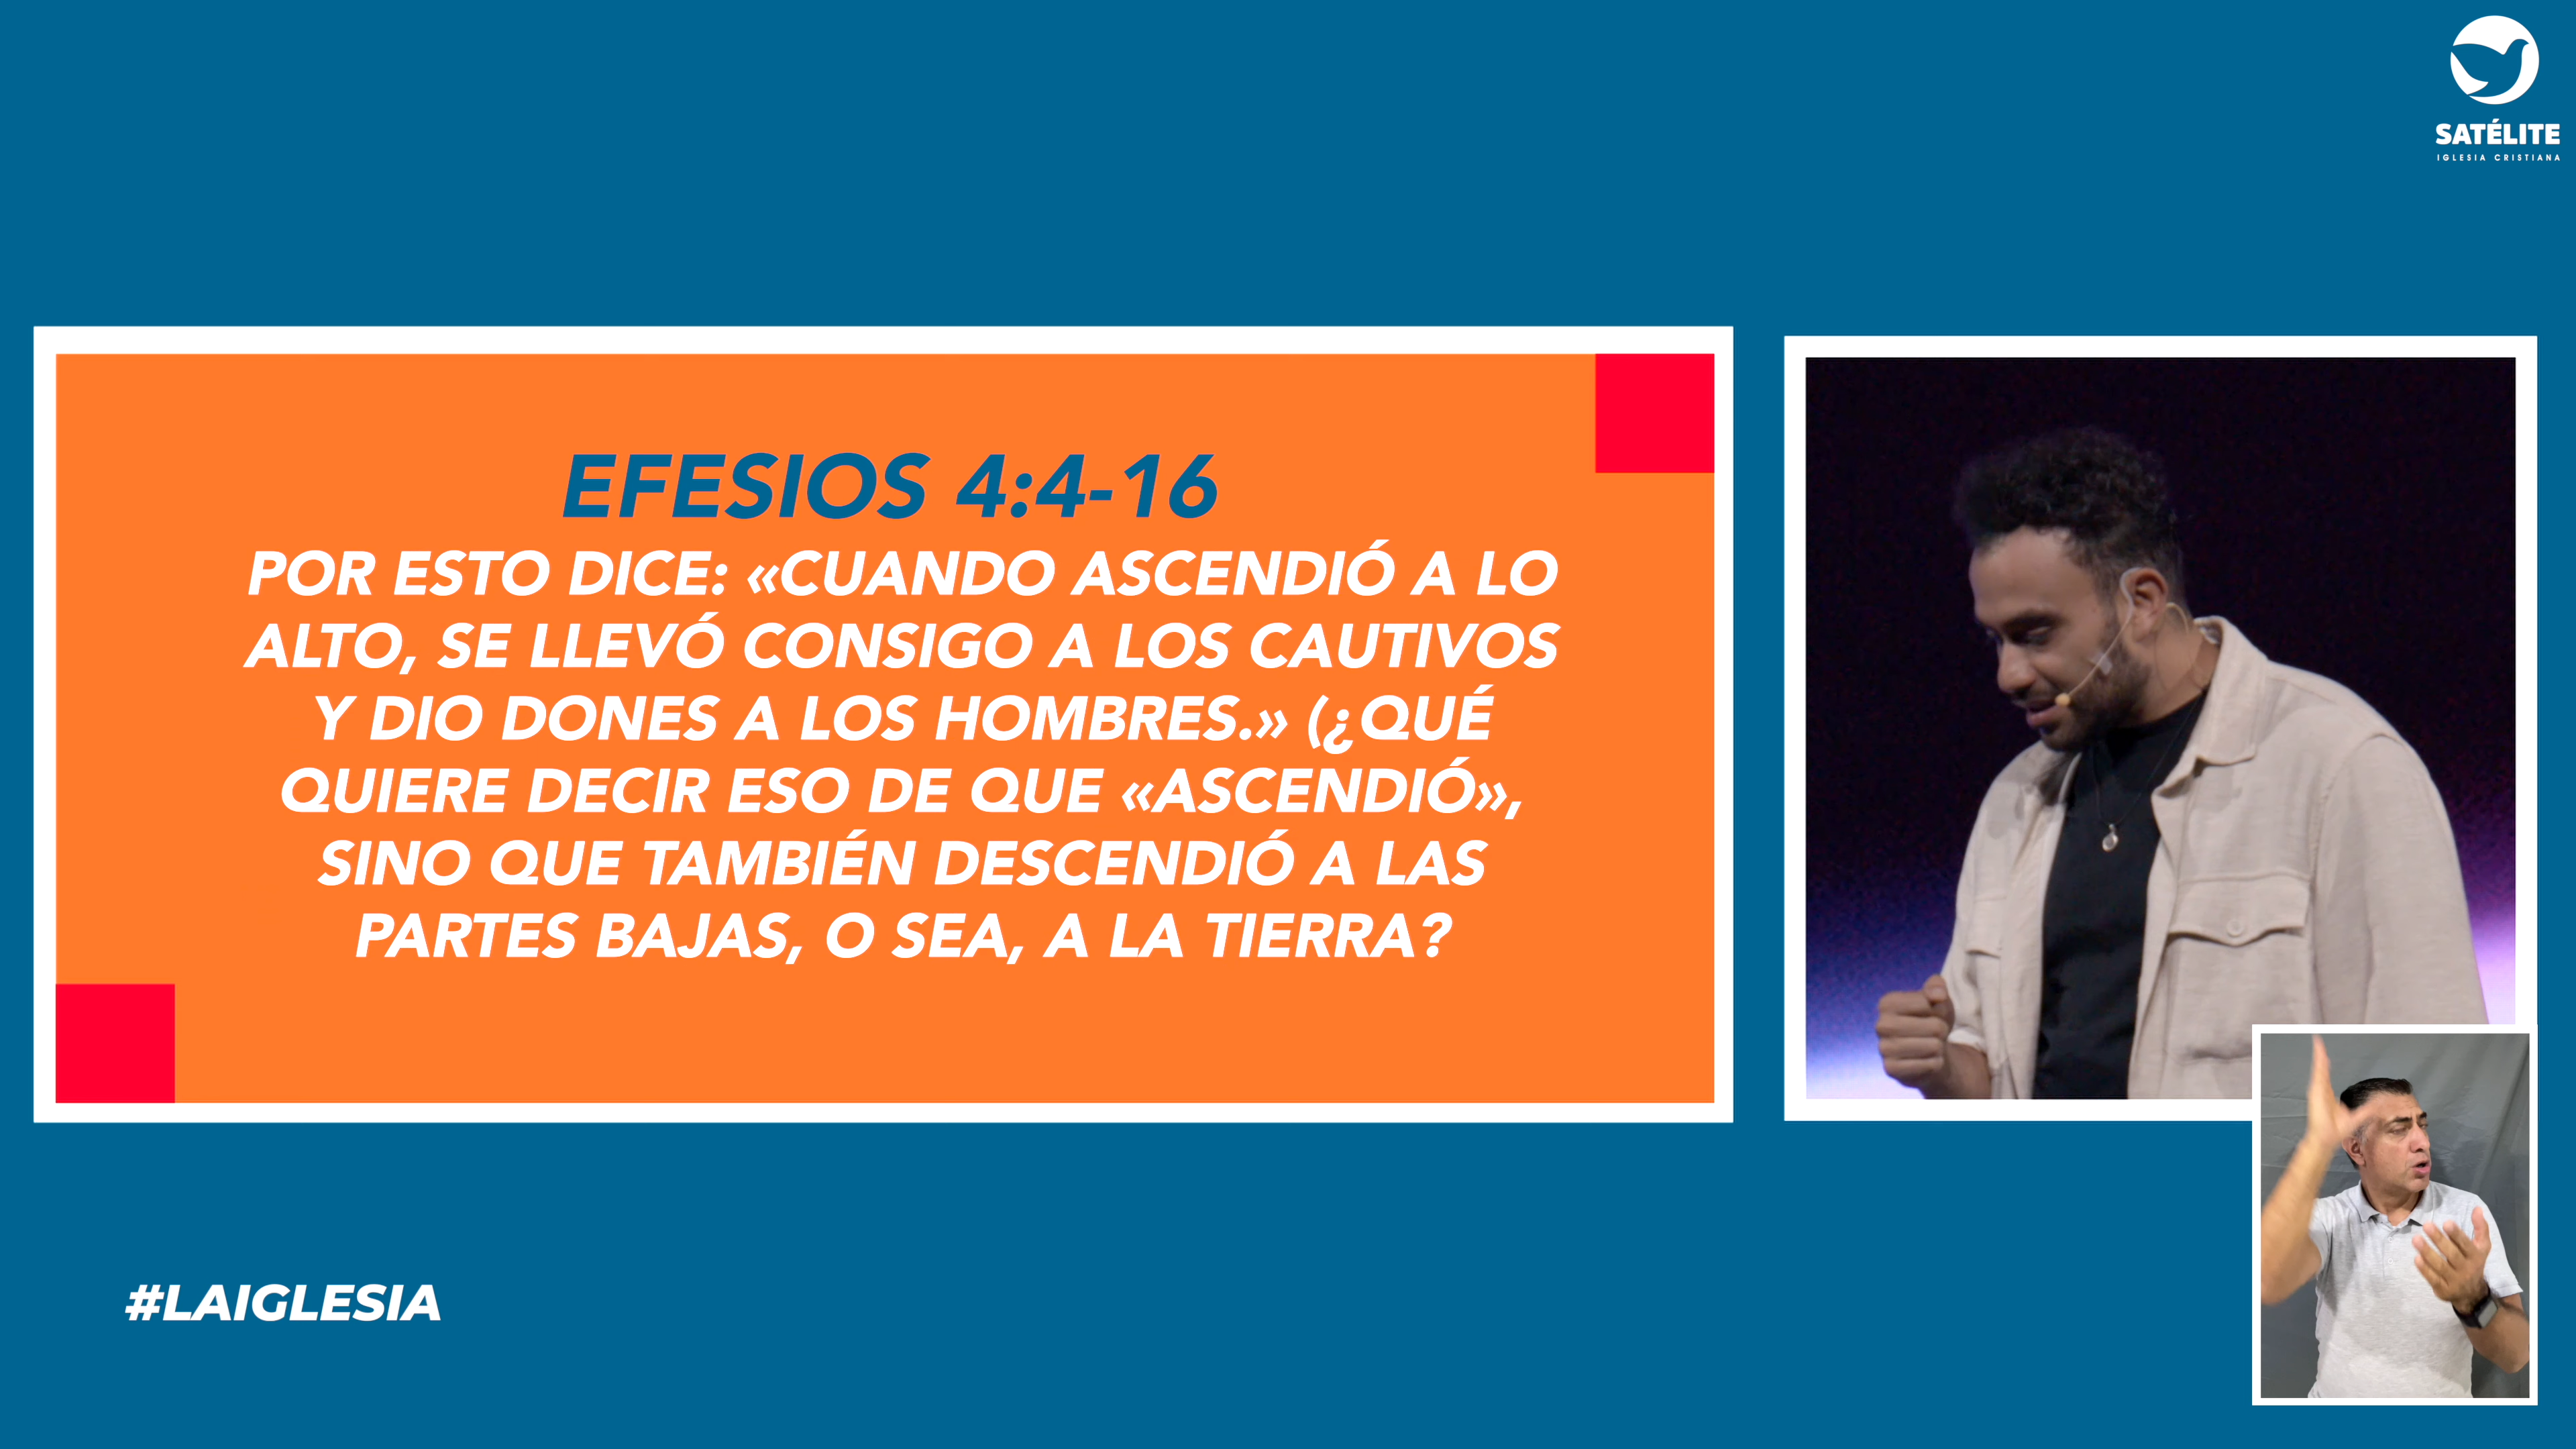 SATÉLITE
IGLESIA CRISTIANA
EFESIOS 4:4-16
POR ESTO DICE: «CUANDO ASCENDIÓ A LO
ALTO, SE LLEVÓ CONSIGO A LOS CAUTIVOS
Y DIO DONES A LOS HOMBRES.» (¿QUÉ
QUIERE DECIR ESO DE QUE «ASCENDIÓ»,
SINO QUE TAMBIÉN DESCENDIÓ A LAS
PARTES BAJAS, O SEA, A LA TIERRA?
#LAIGLESIA